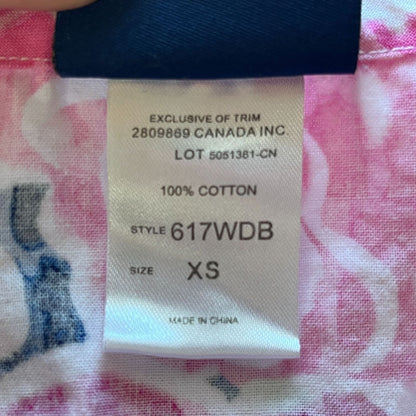 EXCLUSIVE OF TRIM
2809869 CANADA INC.
LOT 5051381-CN
100% COTTON
STYLE 617WDB
SIZE XS
MADE IN CHINA